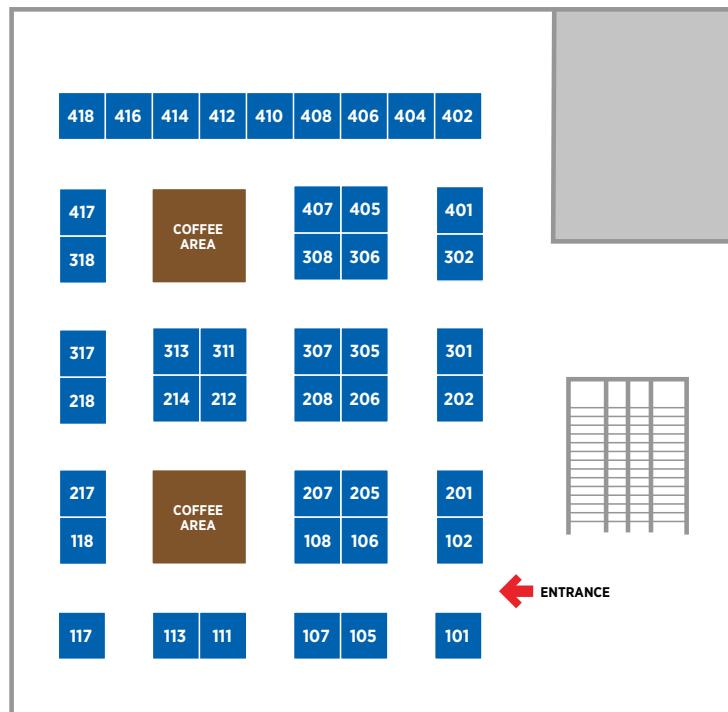 418 416 414 412 410 408 406 404 402
417 407 405 401
COFFEE
AREA
318 308 306 302
317 313 311 307 305 301
218 214 212 208 206 202
217 207 205 201
COFFEE
AREA
118 108 106 102
ENTRANCE
117 113 111 107 105 101